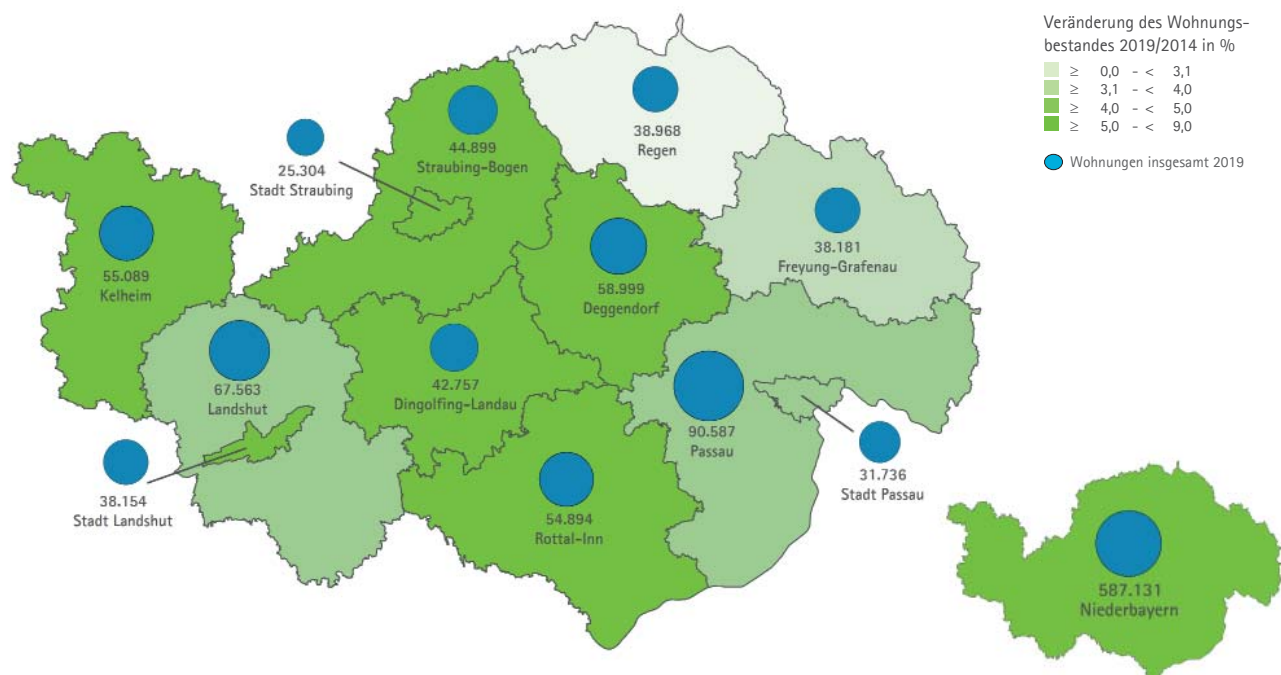 Veränderung des Wohnungs-
bestandes 2019/2014 in %
≥ 0,0 - < 3,1
≥ 3,1 - < 4,0
≥ 4,0 - < 5,0
≥ 5,0 - < 9,0
Wohnungen insgesamt 2019
38.968
Regen
44.899
Straubing-Bogen
25.304
Stadt Straubing
38.181
Freyung-Grafenau
55.089
Kelheim
58.999
Deggendorf
67.563
Landshut
42.757
Dingolfing-Landau
90.587
Passau
31.736
Stadt Passau
38.154
Stadt Landshut
54.894
Rottal-Inn
587.131
Niederbayern